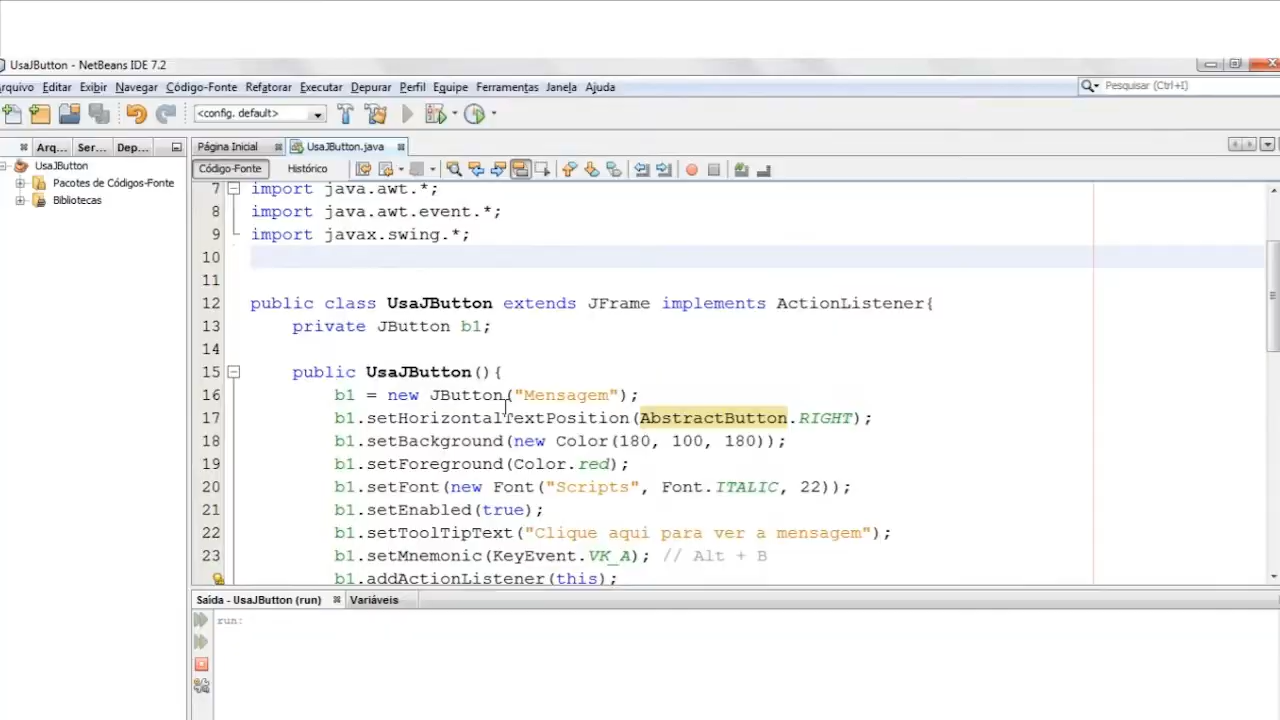 UsaJButton - NetBeans IDE 7.2
rquivo Editar Exibir Navegar Código-Fonte Refatorar Executar Depurar Perfil Equipe Ferramentas Janela Ajuda
Pesquisar (Ctrl+I)
<config. default>
Arq... Ser... Dep...
Página Inicial UsaJButton.java
Código-Fonte Histórico
UsaJButton
Pacotes de Códigos-Fonte
Bibliotecas
7 import java.awt.*;
8 import java.awt.event.*;
9 import javax.swing.*;
10
11
12 public class UsaJButton extends JFrame implements ActionListener{
13 private JButton b1;
14
15 public UsaJButton(){
16 b1 = new JButton("Mensagem");
17 b1.setHorizontalTextPosition(AbstractButton.RIGHT);
18 b1.setBackground(new Color(180, 100, 180));
19 b1.setForeground(Color.red);
20 b1.setFont(new Font("Scripts", Font.ITALIC, 22));
21 b1.setEnabled(true);
22 b1.setToolTipText("Clique aqui para ver a mensagem");
23 b1.setMnemonic(KeyEvent.VK_A); // Alt + B
b1.addActionListener(this);
Saída - UsaJButton (run) Variáveis
run: